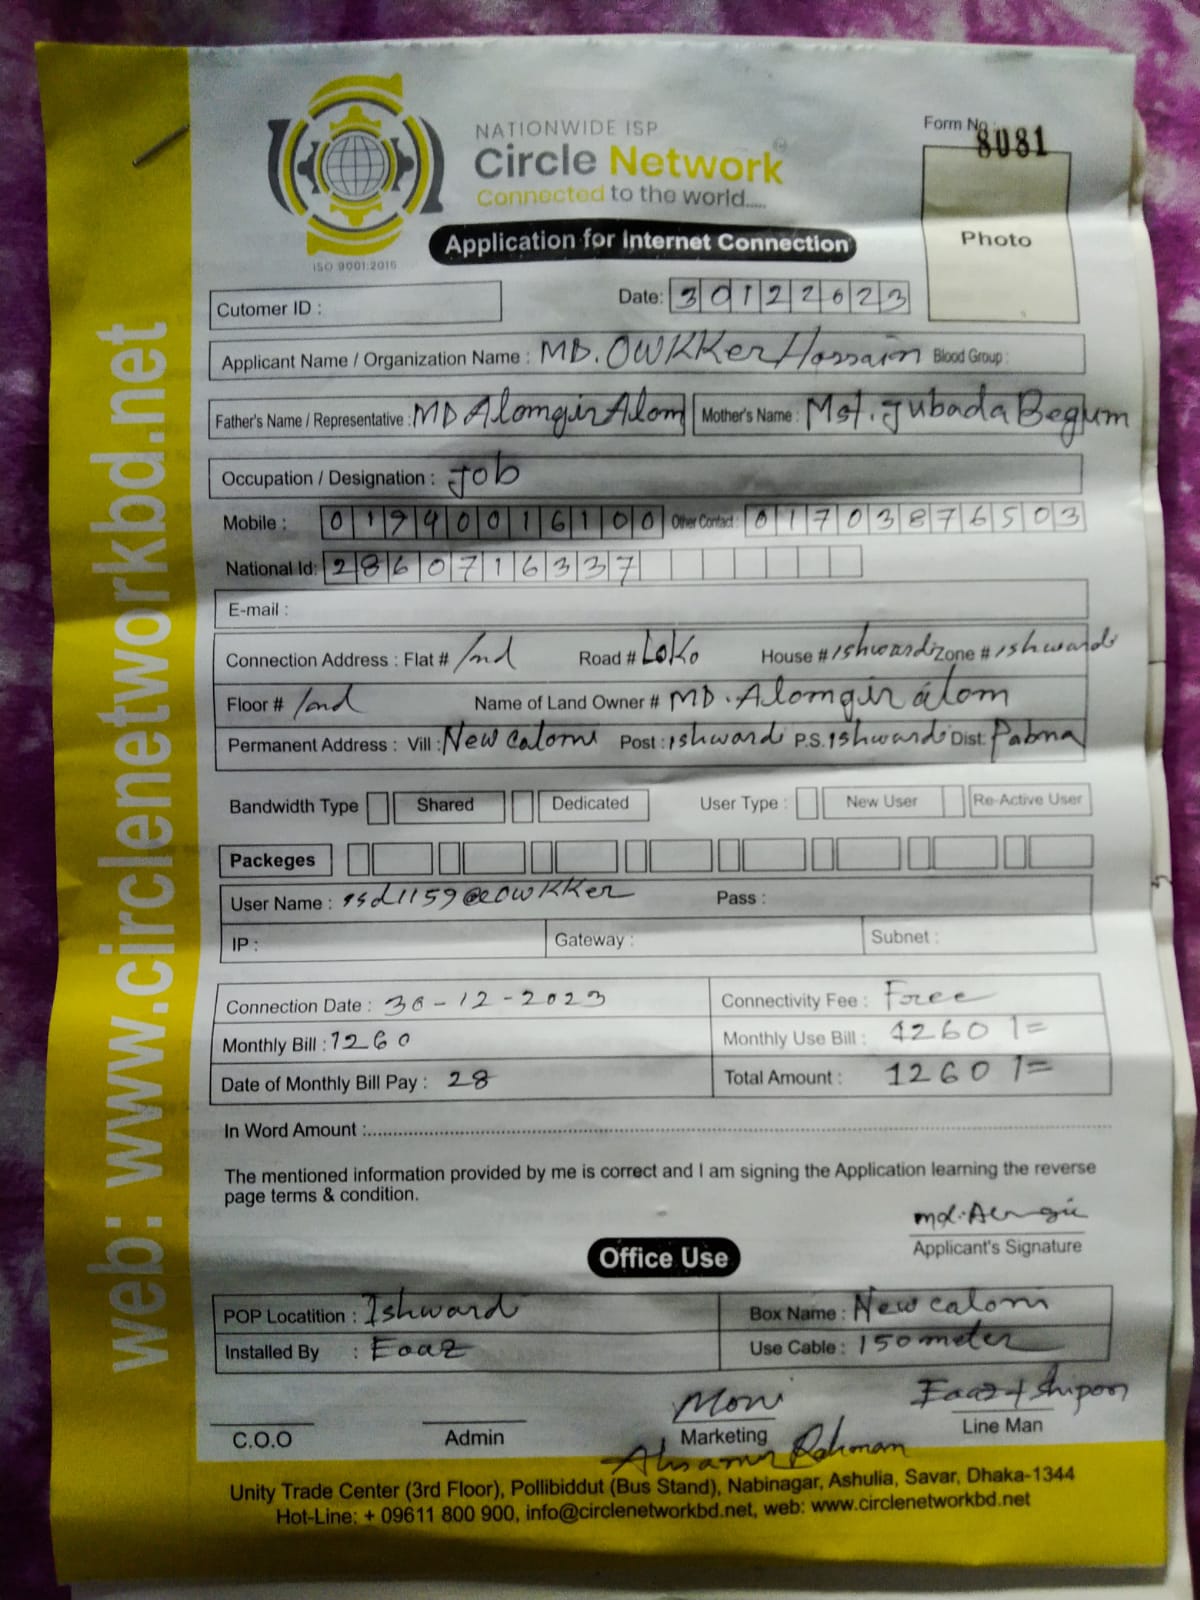 NATIONWIDE ISP
Circle Network
Connected to the world.....
ISO 9001:2015
Form No.: 8081
Photo
Application for Internet Connection
Cutomer ID :
Date: 30122023
Applicant Name / Organization Name : MD. OWKKer Hossain Blood Group :
Father's Name / Representative : MD Alomgir Alom Mother's Name : Mst. Jubada Begum
Occupation / Designation : Job
Mobile : 01940016100 Other Contact : 01703876503
National Id: 2860716337
E-mail :
Connection Address : Flat # Road # LoKo House # ishwardi Zone # ishwardi
Floor # Name of Land Owner # MD. Alomgir alom
Permanent Address : Vill : New calom Post : ishwardi P.S. ishwardi Dist: Pabna
Bandwidth Type Shared Dedicated User Type : New User Re-Active User
Packeges
User Name : Pass :
IP : Gateway : Subnet :
Connection Date : 30-12-2023 Connectivity Fee : Free
Monthly Bill : 1260 Monthly Use Bill : 1260 1=
Date of Monthly Bill Pay : 28 Total Amount : 1260 1=
In Word Amount :
The mentioned information provided by me is correct and I am signing the Application learning the reverse
page terms & condition.
Applicant's Signature
Office Use
POP Locatition : Ishwardi Box Name : New calom
Installed By : Eaaz Use Cable : 150 meter
Moni Eaaz + Shipon
C.O.O Admin Marketing Line Man
Rahman
Unity Trade Center (3rd Floor), Pollibiddut (Bus Stand), Nabinagar, Ashulia, Savar, Dhaka-1344
Hot-Line: + 09611 800 900, info@circlenetworkbd.net, web: www.circlenetworkbd.net
web: www.circlenetworkbd.net